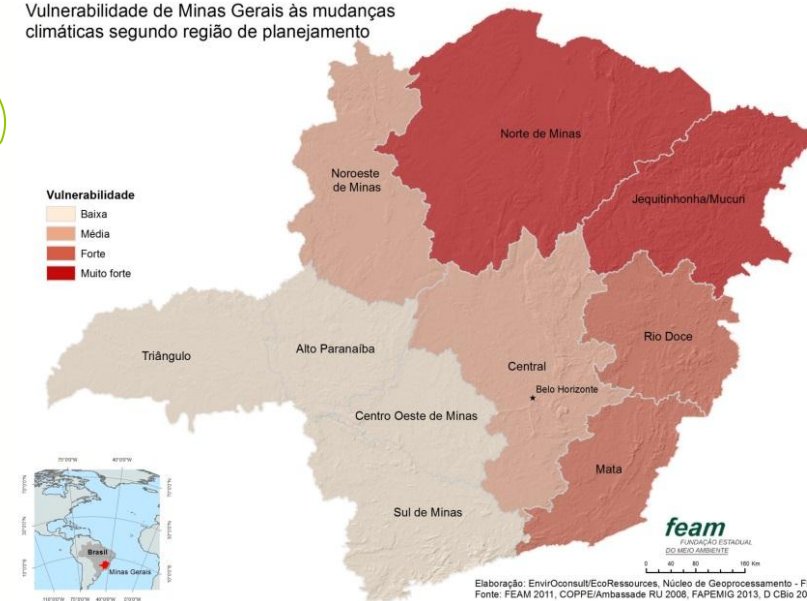 Vulnerabilidade de Minas Gerais às mudanças
climáticas segundo região de planejamento
Norte de Minas
Noroeste
de Minas
Jequitinhonha/Mucuri
Vulnerabilidade
Baixa
Média
Forte
Muito forte
Triângulo
Alto Paranaíba
Rio Doce
Central
Belo Horizonte
Centro Oeste de Minas
Mata
Sul de Minas
Brasil
Minas Gerais
feam
FUNDAÇÃO ESTADUAL
DO MEIO AMBIENTE
0 40 80 160 Km
Elaboração: EnvirOconsult/EcoRessources, Núcleo de Geoprocessamento - F
Fonte: FEAM 2011, COPPE/Ambassade RU 2008, FAPEMIG 2013, D CBio 20